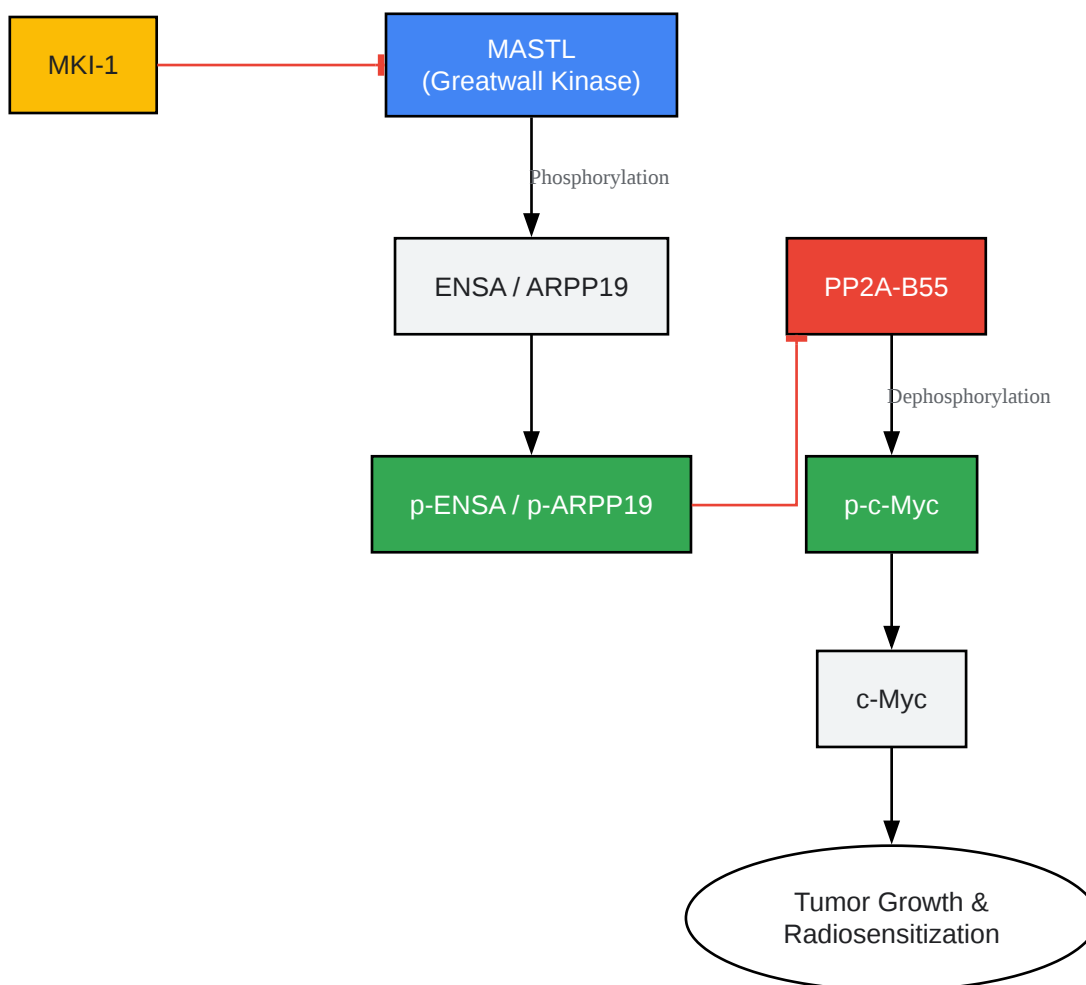 MKI-1
MASTL
(Greatwall Kinase)
Phosphorylation
ENSA / ARPP19
PP2A-B55
Dephosphorylation
p-ENSA / p-ARPP19
p-c-Myc
c-Myc
Tumor Growth &
Radiosensitization